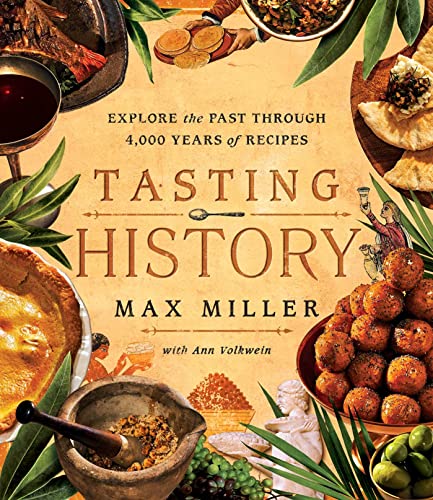 EXPLORE the PAST THROUGH
4,000 YEARS of RECIPES
TASTING
HISTORY
MAX MILLER
with Ann Volkwein